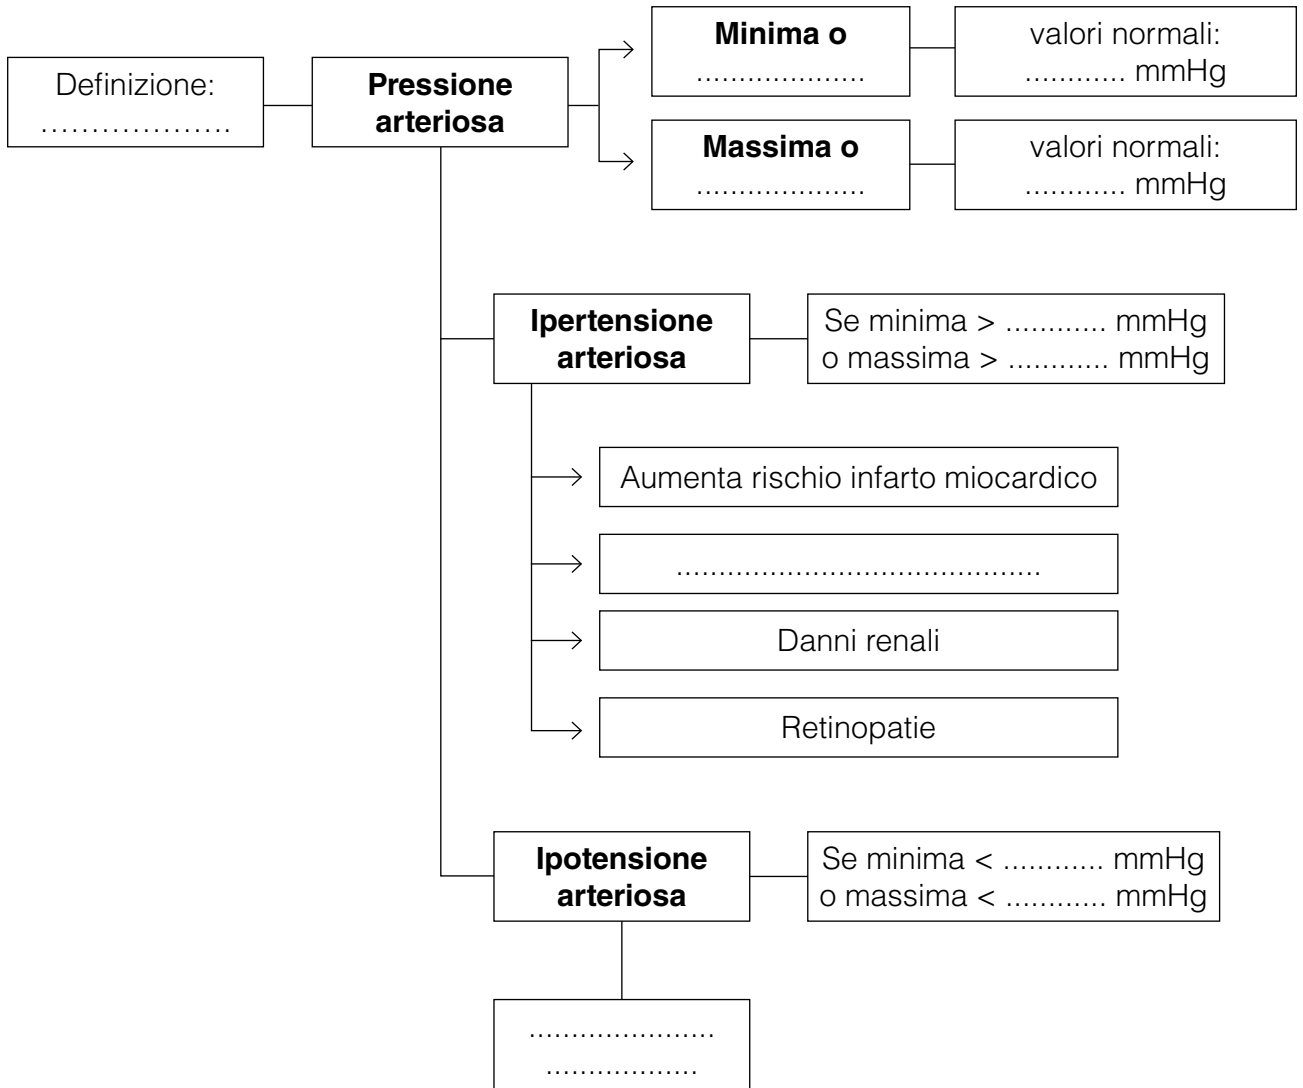 Definizione:
...................
Pressione
arteriosa
Minima o
....................
valori normali:
............ mmHg
Massima o
....................
valori normali:
............ mmHg
Ipertensione
arteriosa
Se minima > ............ mmHg
o massima > ............ mmHg
Aumenta rischio infarto miocardico
...........................................
Danni renali
Retinopatie
Ipotensione
arteriosa
Se minima < ............ mmHg
o massima < ............ mmHg
......................
..................